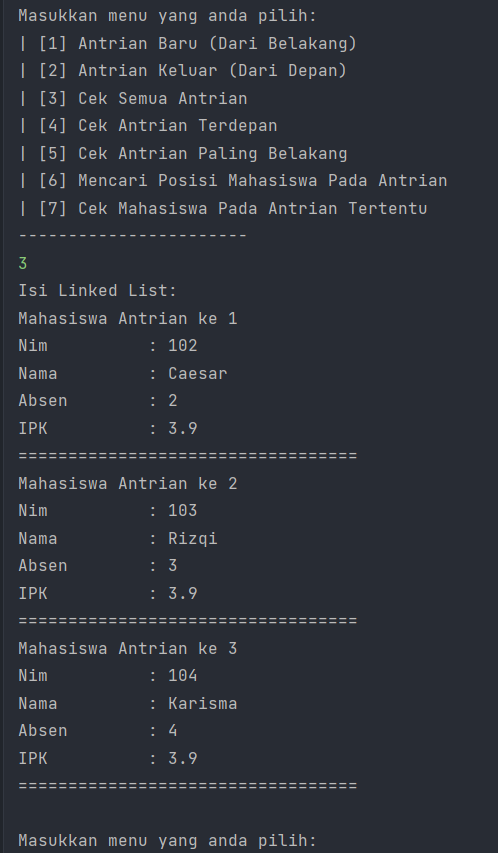 Masukkan menu yang anda pilih:
| [1] Antrian Baru (Dari Belakang)
| [2] Antrian Keluar (Dari Depan)
| [3] Cek Semua Antrian
| [4] Cek Antrian Terdepan
| [5] Cek Antrian Paling Belakang
| [6] Mencari Posisi Mahasiswa Pada Antrian
| [7] Cek Mahasiswa Pada Antrian Tertentu
-----------------------
3
Isi Linked List:
Mahasiswa Antrian ke 1
Nim          : 102
Nama         : Caesar
Absen        : 2
IPK          : 3.9
==================================
Mahasiswa Antrian ke 2
Nim          : 103
Nama         : Rizqi
Absen        : 3
IPK          : 3.9
==================================
Mahasiswa Antrian ke 3
Nim          : 104
Nama         : Karisma
Absen        : 4
IPK          : 3.9
==================================
Masukkan menu yang anda pilih: